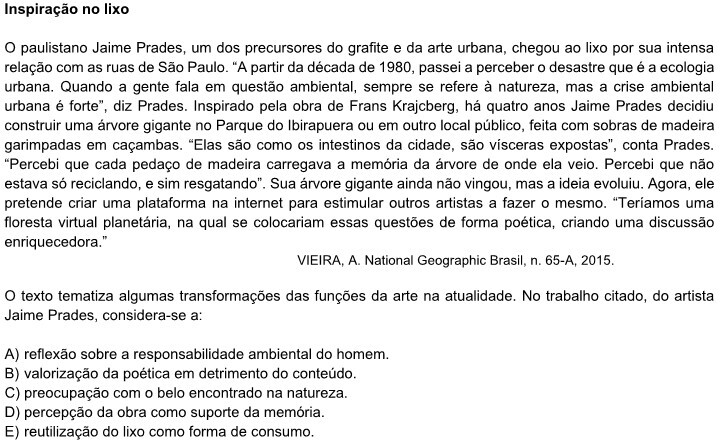 Inspiração no lixo
O paulistano Jaime Prades, um dos precursores do grafite e da arte urbana, chegou ao lixo por sua intensa
relação com as ruas de São Paulo. “A partir da década de 1980, passei a perceber o desastre que é a ecologia
urbana. Quando a gente fala em questão ambiental, sempre se refere à natureza, mas a crise ambiental
urbana é forte”, diz Prades. Inspirado pela obra de Frans Krajcberg, há quatro anos Jaime Prades decidiu
construir uma árvore gigante no Parque do Ibirapuera ou em outro local público, feita com sobras de madeira
garimpadas em caçambas. “Elas são como os intestinos da cidade, são vísceras expostas”, conta Prades.
“Percebi que cada pedaço de madeira carregava a memória da árvore de onde ela veio. Percebi que não
estava só reciclando, e sim resgatando”. Sua árvore gigante ainda não vingou, mas a ideia evoluiu. Agora, ele
pretende criar uma plataforma na internet para estimular outros artistas a fazer o mesmo. “Teríamos uma
floresta virtual planetária, na qual se colocariam essas questões de forma poética, criando uma discussão
enriquecedora.”
VIEIRA, A. National Geographic Brasil, n. 65-A, 2015.
O texto tematiza algumas transformações das funções da arte na atualidade. No trabalho citado, do artista
Jaime Prades, considera-se a:
A) reflexão sobre a responsabilidade ambiental do homem.
B) valorização da poética em detrimento do conteúdo.
C) preocupação com o belo encontrado na natureza.
D) percepção da obra como suporte da memória.
E) reutilização do lixo como forma de consumo.